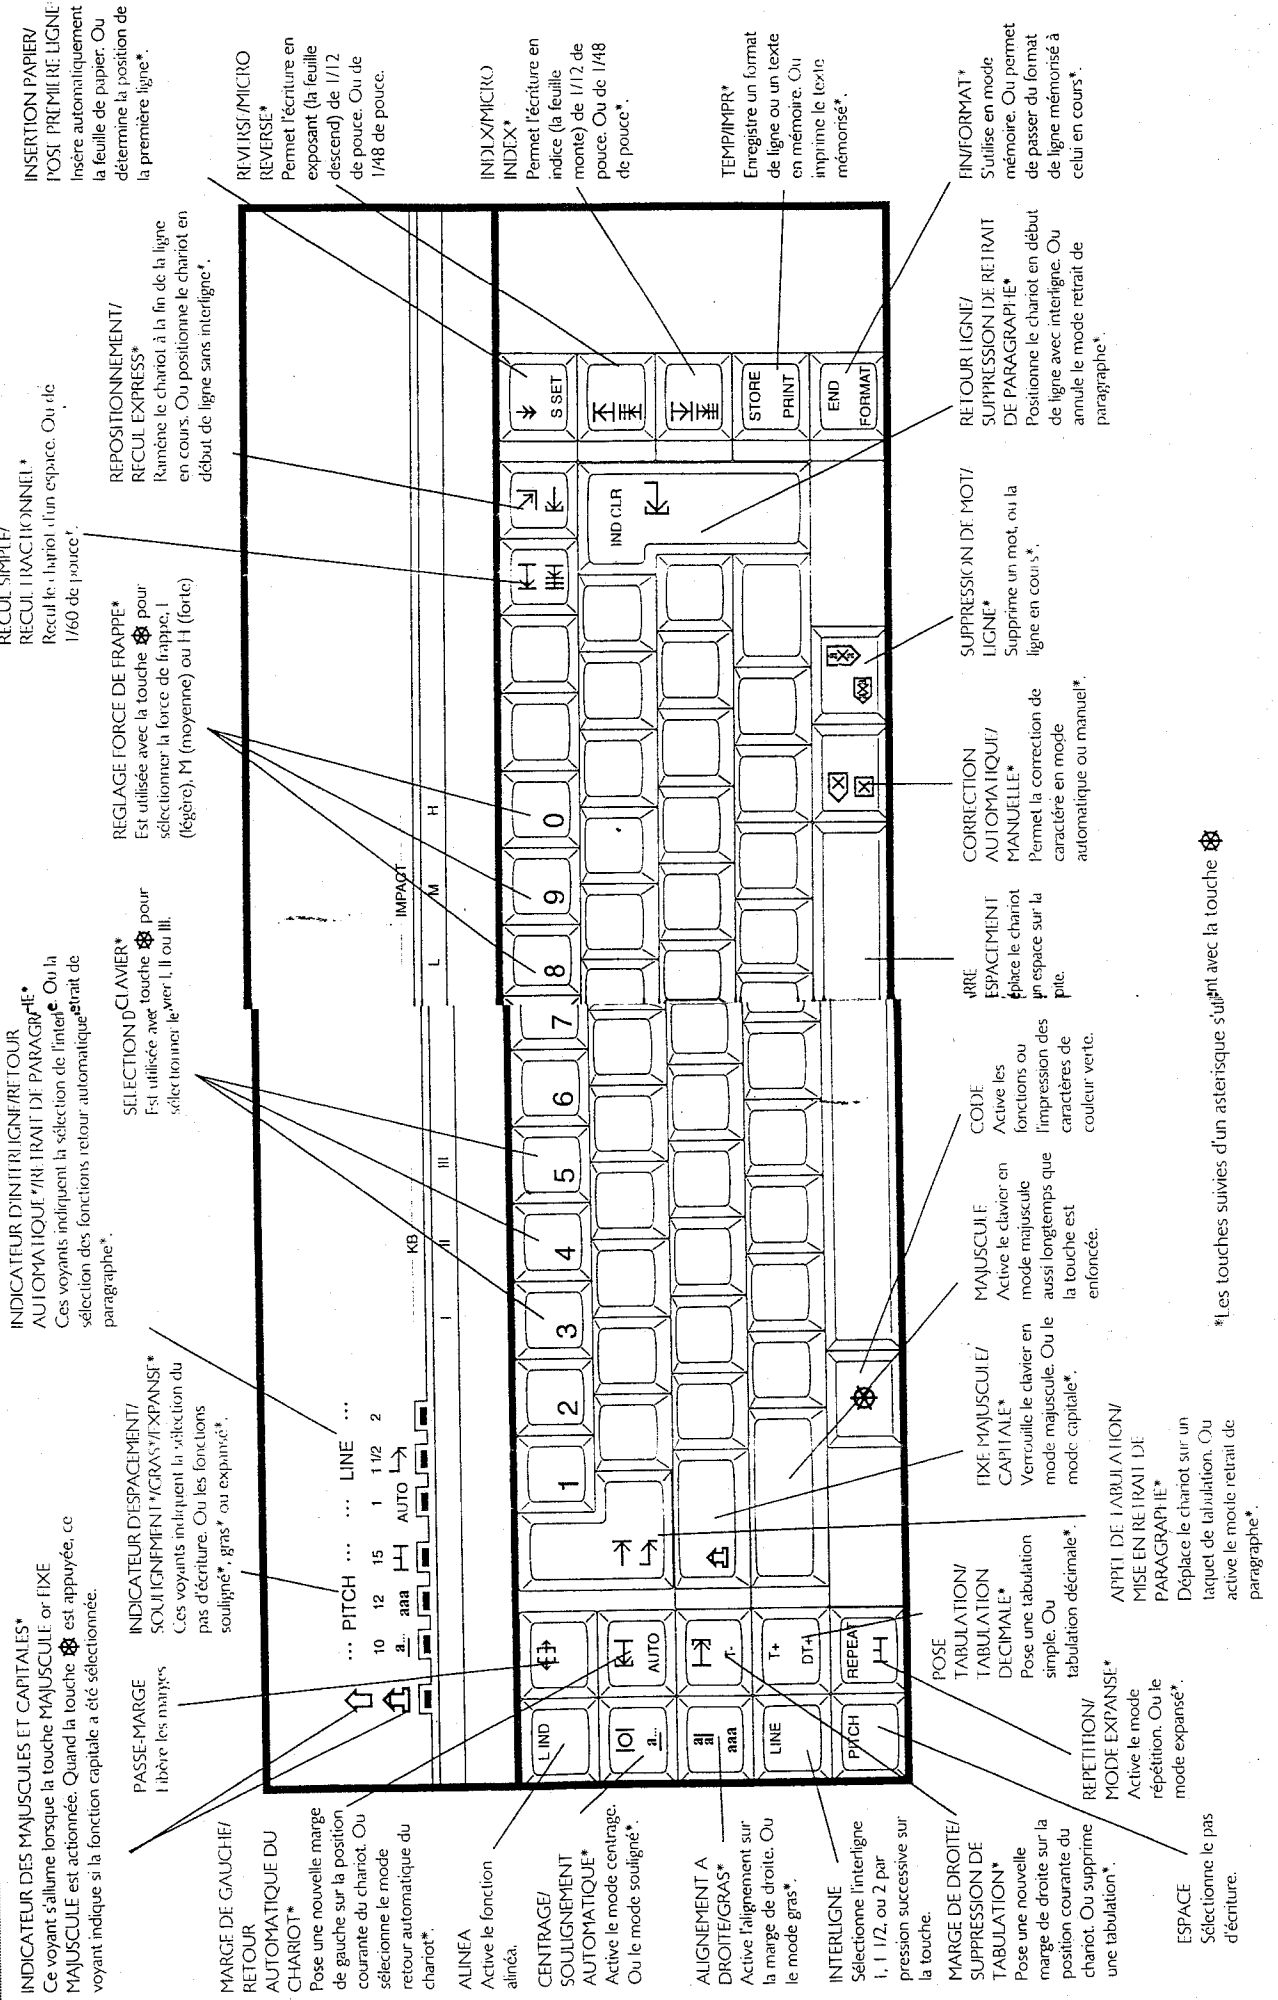 INDICATEUR DES MAJUSCULES ET CAPITALES*
Ce voyant s'allume lorsque la touche MAJUSCULE or FIXE
MAJUSCULE est actionnée. Quand la touche est appuyée, ce
voyant indique si la fonction capitale a été sélectionnée.
PASSE-MARGE
Libère les marges
INDICATEUR D'ESPACEMENT/
SOULIGNEMENT*/GRAS*/EXPANSE*
Ces voyants indiquent la sélection du
pas d'écriture. Ou les fonctions
souligné*, gras* ou expansé*.
INDICATEUR D'INTERLIGNE/RETOUR
AUTOMATIQUE*/RETRAIT DE PARAGR
Ces voyants indiquent la sélection de Ou la
sélection des fonctions retour automatique
paragraphe*.
SELECTION
Est utilisée avec touche pour
sélectionner le I, II ou III.
REGLAGE FORCE DE FRAPPE*
Est utilisée avec la touche pour
sélectionner la force de frappe, l
(légère), M (moyenne) ou H (forte)
RECUL SIMPLE/
RECUL FRACTIONNEL*
Recul le chariot d'un espace. Ou de
1/60 de pouce*.
REPOSITIONNEMENT/
RECUL EXPRESS*
Ramène le chariot à la fin de la ligne
en cours. Ou positionne le chariot en
début de ligne sans interligne*.
INSERTION PAPIER/
POSE PREMIERE LIGNE
Insère automatiquement
la feuille de papier. Ou
détermine la position de
la première ligne*.
REVERSE/MICRO
REVERSE*
Permet l'écriture en
exposant (la feuille
descend) de 1/12
de pouce. Ou de
1/48 de pouce.
INDEX/MICRO
INDEX*
Permet l'écriture en
indice (la feuille
monte) de 1/12 de
pouce. Ou de 1/48
de pouce*.
TEMP/IMPR*
Enregistre un format
de ligne ou un texte
en mémoire. Ou
imprime le texte
mémorisé*.
FIN/FORMAT*
S'utilise en mode
mémoire. Ou permet
de passer du format
de ligne mémorisé à
celui en cours*.
... PITCH ... ... LINE ...
10 12 15 1 1 1/2 2
a... aaa AUTO
KB
I II III
IMPACT
L M H
L IND
1 2 3 4 5 6 7 8 9 0
S SET
a...
AUTO
IND CLR
a|
aa|
aaa
T-
LINE
T+
DT+
STORE
PRINT
PITCH
REPEAT
END
FORMAT
MARGE DE GAUCHE/
RETOUR
AUTOMATIQUE DU
CHARIOT*
Pose une nouvelle marge
de gauche sur la position
courante du chariot. Ou
sélecionne le mode
retour automatique du
chariot*.
ALINEA
Active le fonction
alinéa.
CENTRAGE/
SOULIGNEMENT
AUTOMATIQUE*
Active le mode centrage.
Ou le mode souligné*.
ALIGNEMENT A
DROITE/GRAS*
Active l'alignement sur
la marge de droite. Ou
le mode gras*.
INTERLIGNE
Sélectionne l'interligne
1, 1 1/2, ou 2 par
pression successive sur
la touche.
MARGE DE DROITE/
SUPPRESSION DE
TABULATION*
Pose une nouvelle
marge de droite sur la
position courante du
chariot. Ou supprime
une tabulation*.
ESPACE
Sélectionne le pas
d'écriture.
REPETITION/
MODE EXPANSE*
Active le mode
répétition. Ou le
mode expansé*.
POSE
TABULATION/
TABULATION
DECIMALE*
Pose une tabulation
simple. Ou
tabulation décimale*.
APPEL DE TABULATION/
MISE EN RETRAIT DE
PARAGRAPHE*
Déplace le chariot sur un
taquet de tabulation. Ou
active le mode retrait de
paragraphe*.
FIXE MAJUSCULE/
CAPITALE*
Verrouille le clavier en
mode majuscule. Ou le
mode capitale*.
MAJUSCULE
Active le clavier en
mode majuscule
aussi longtemps que
la touche est
enfoncée.
CODE
Active les
fonctions ou
l'impression des
caractères de
couleur verte.
ESPACEMENT
le chariot
espace sur la
CORRECTION
AUTOMATIQUE/
MANUELLE*
Permet la correction de
caractère en mode
automatique ou manuel*.
SUPPRESSION DE MOT/
LIGNE*
Supprime un mot, ou la
ligne en cours*.
RETOUR LIGNE/
SUPPRESSION DE RETRAIT
DE PARAGRAPHE*
Positionne le chariot en début
de ligne avec interligne. Ou
annule le mode retrait de
paragraphe*.
*Les touches suivies d'un asterisque avec la touche